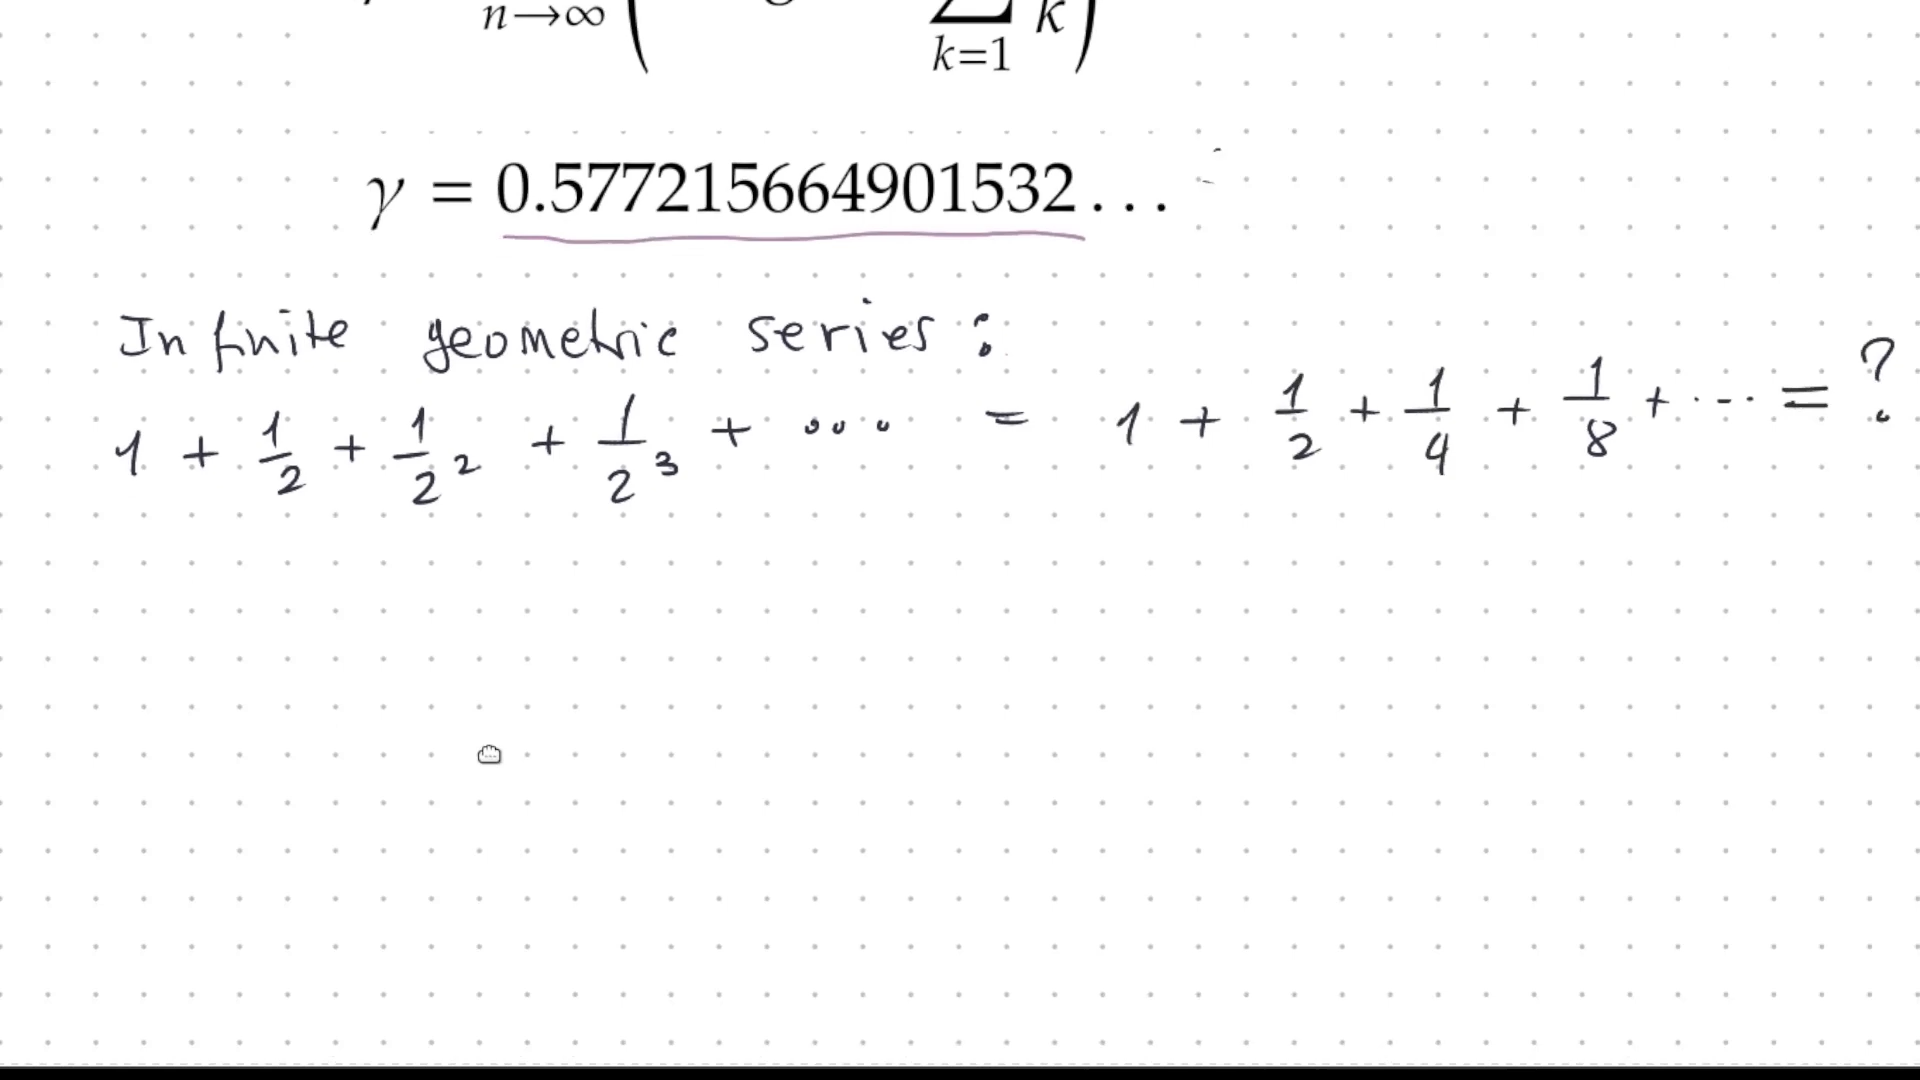 n→∞ ( k )
k=1
γ = 0.577215664901532...
Infinite geometric series :
1 + 1/2 + 1/2² + 1/2³ + .... = 1 + 1/2 + 1/4 + 1/8 + ... = ?